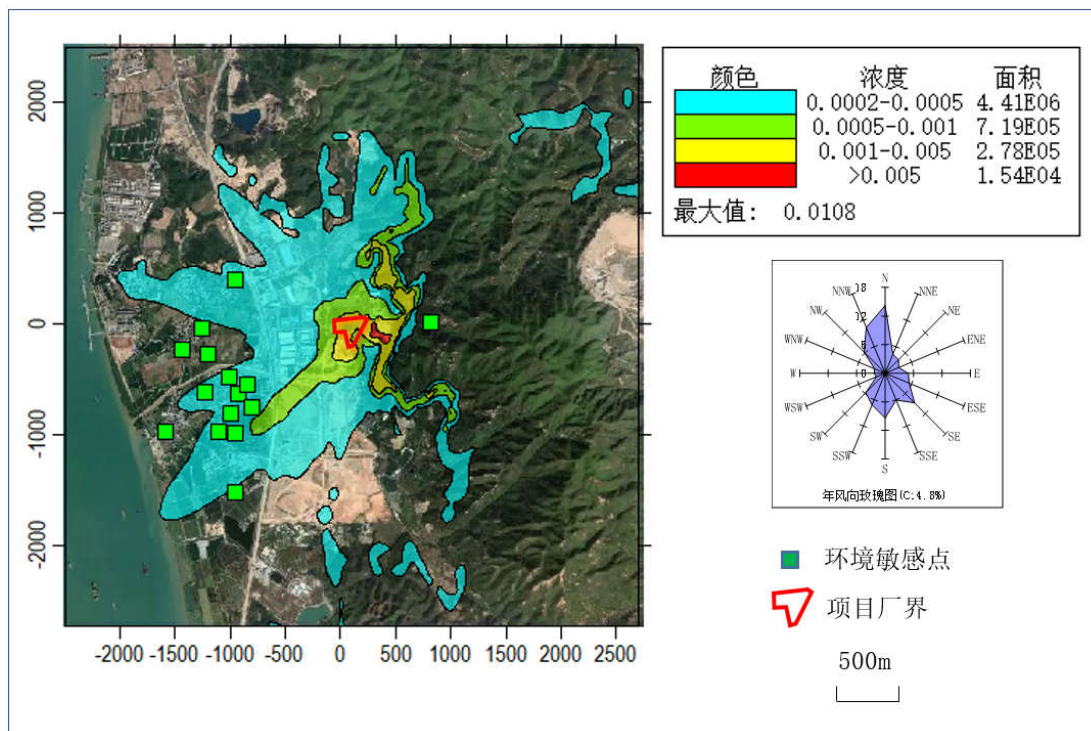 颜色 浓度 面积
0.0002-0.0005 4.41E06
0.0005-0.001 7.19E05
0.001-0.005 2.78E05
>0.005 1.54E04
最大值: 0.0108
2000
1000
0
-1000
-2000
-2000 -1500 -1000 -500 0 500 1000 1500 2000 2500
N
18
NNW NNE
12
NW NE
6
WNW ENE
W 0 E
WSW ESE
SW SE
SSW SSE
S
年风向玫瑰图(C:4.8%)
环境敏感点
项目厂界
500m